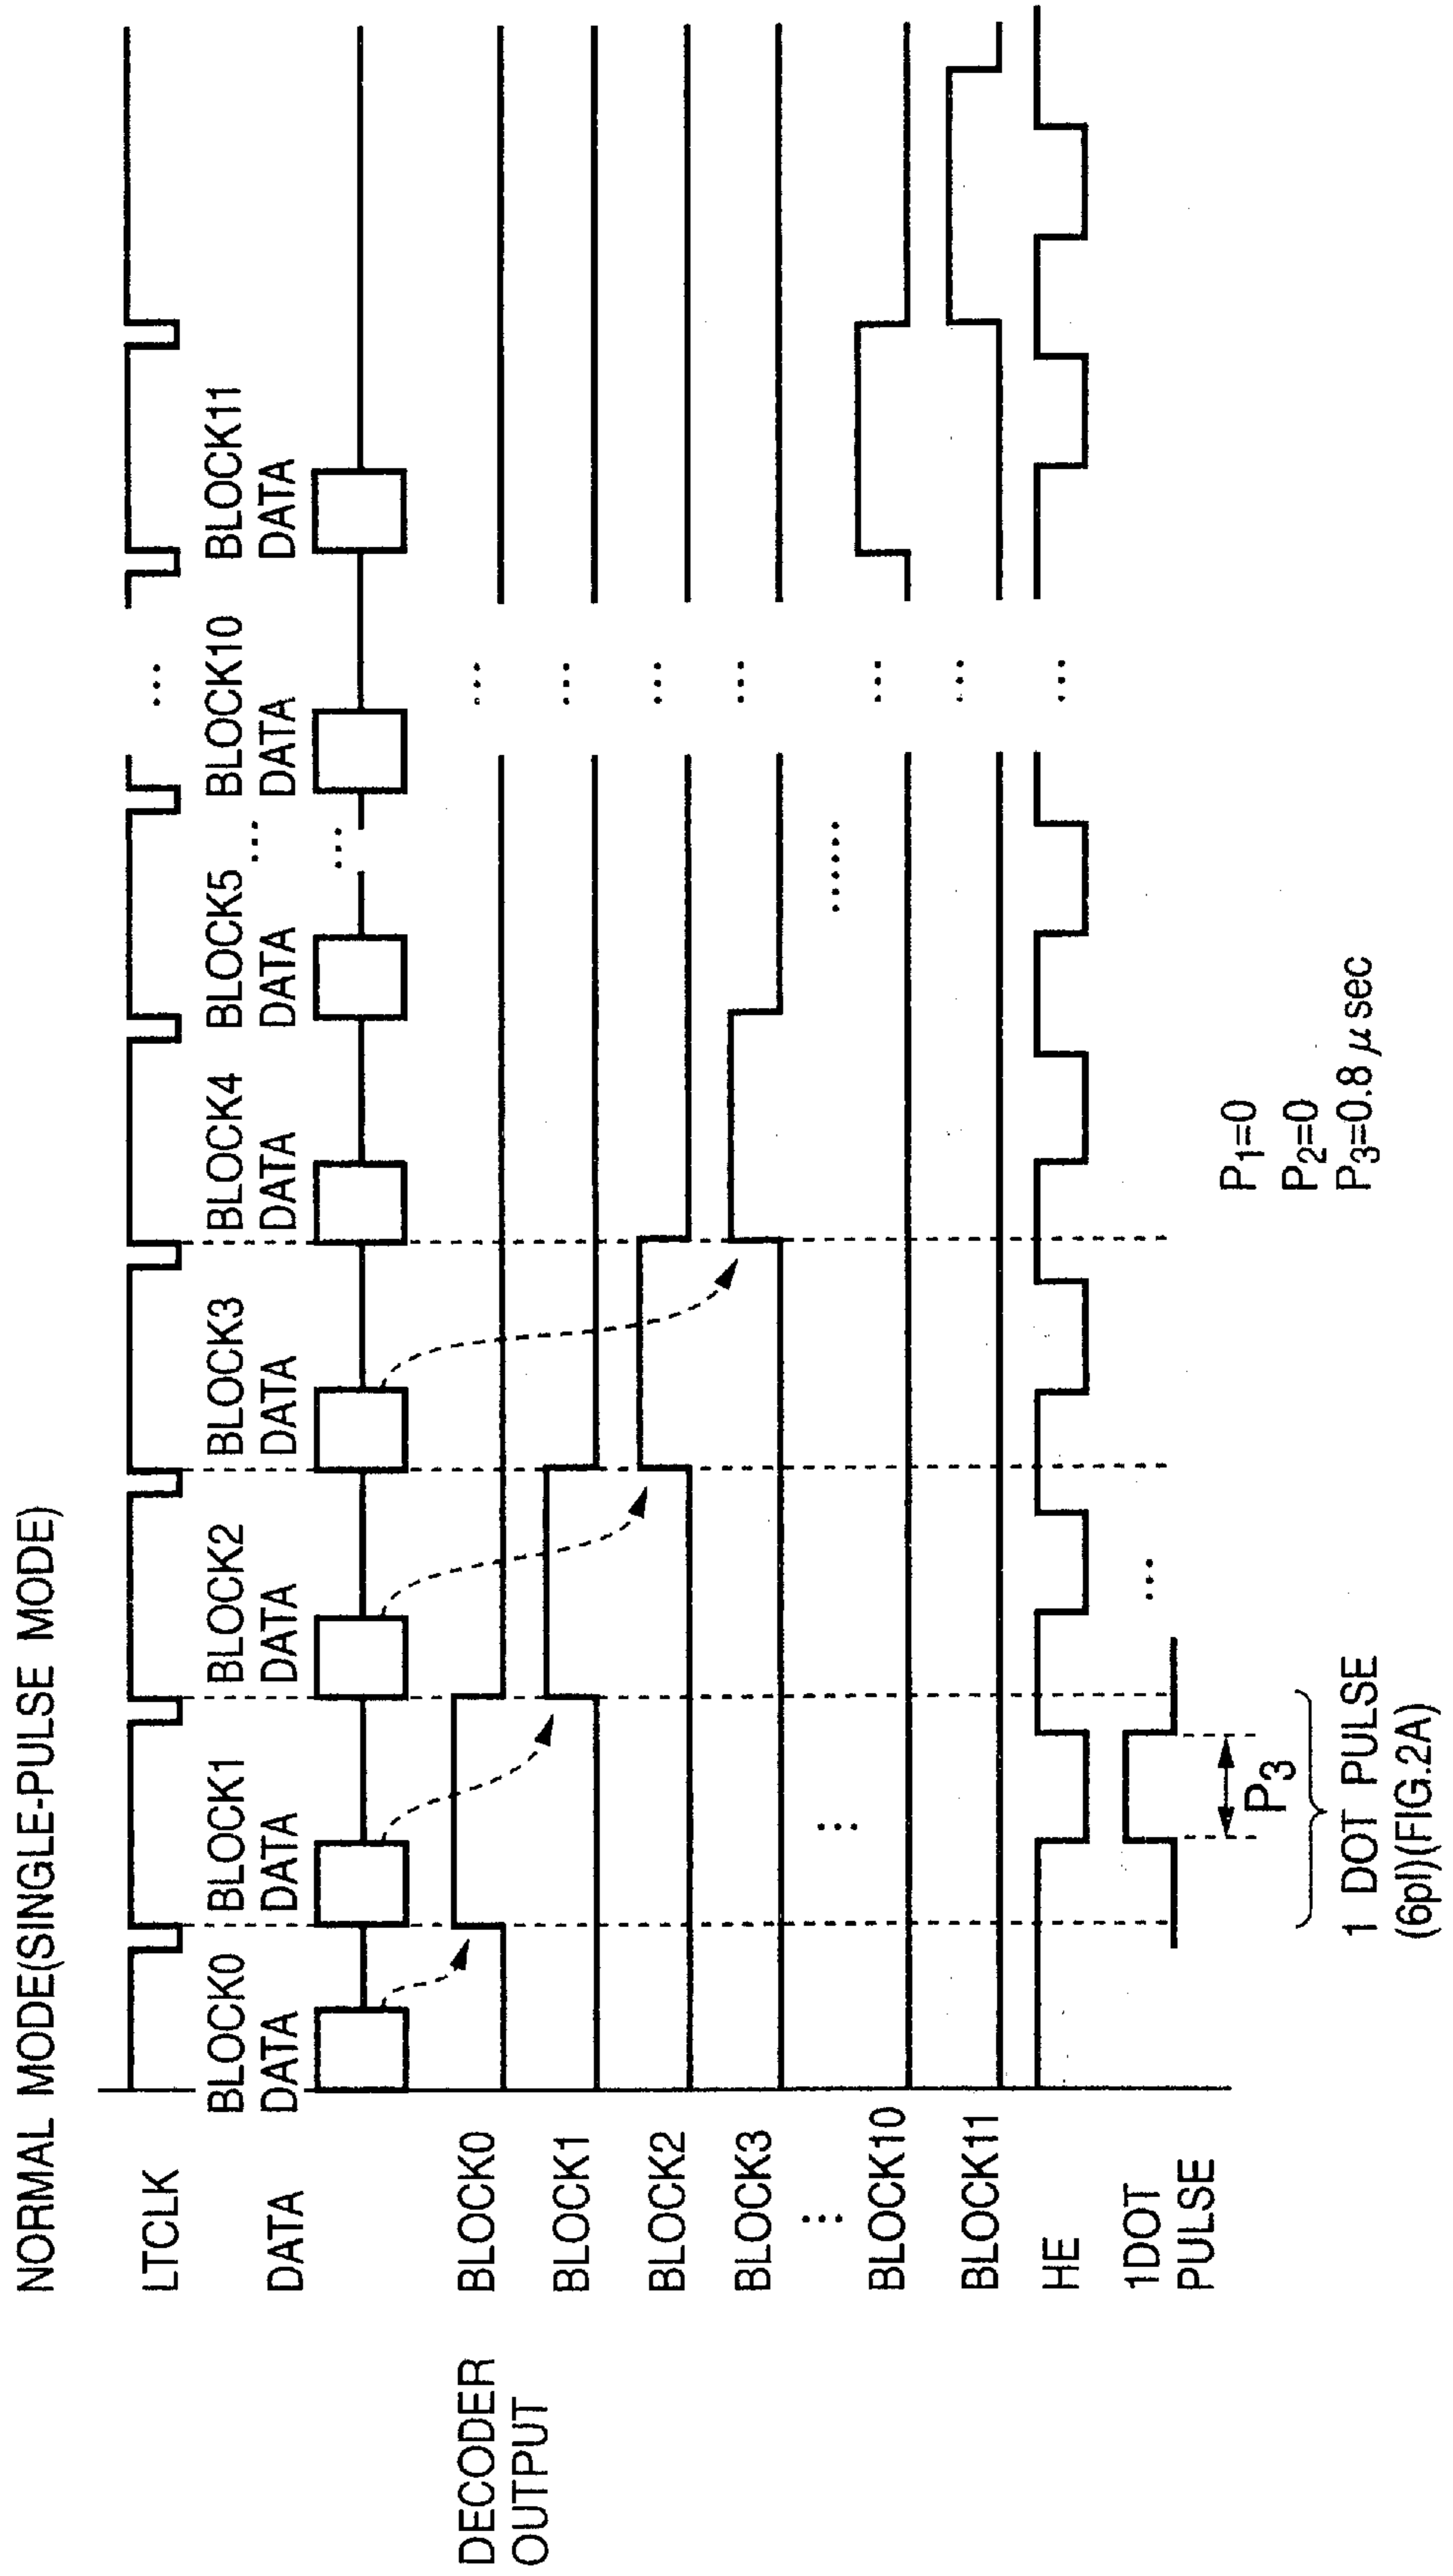 NORMAL MODE(SINGLE-PULSE MODE)
LTCLK
...
DATA
BLOCK0 DATA
BLOCK1 DATA
BLOCK2 DATA
BLOCK3 DATA
BLOCK4 DATA
BLOCK5 DATA
...
...
BLOCK10 DATA
BLOCK11 DATA
DECODER OUTPUT
BLOCK0
...
BLOCK1
...
BLOCK2
...
BLOCK3
...
...
...
......
BLOCK10
...
BLOCK11
...
HE
...
1DOT PULSE
...
P3
1 DOT PULSE
(6pl)(FIG.2A)
P1=0
P2=0
P3=0.8 μ sec